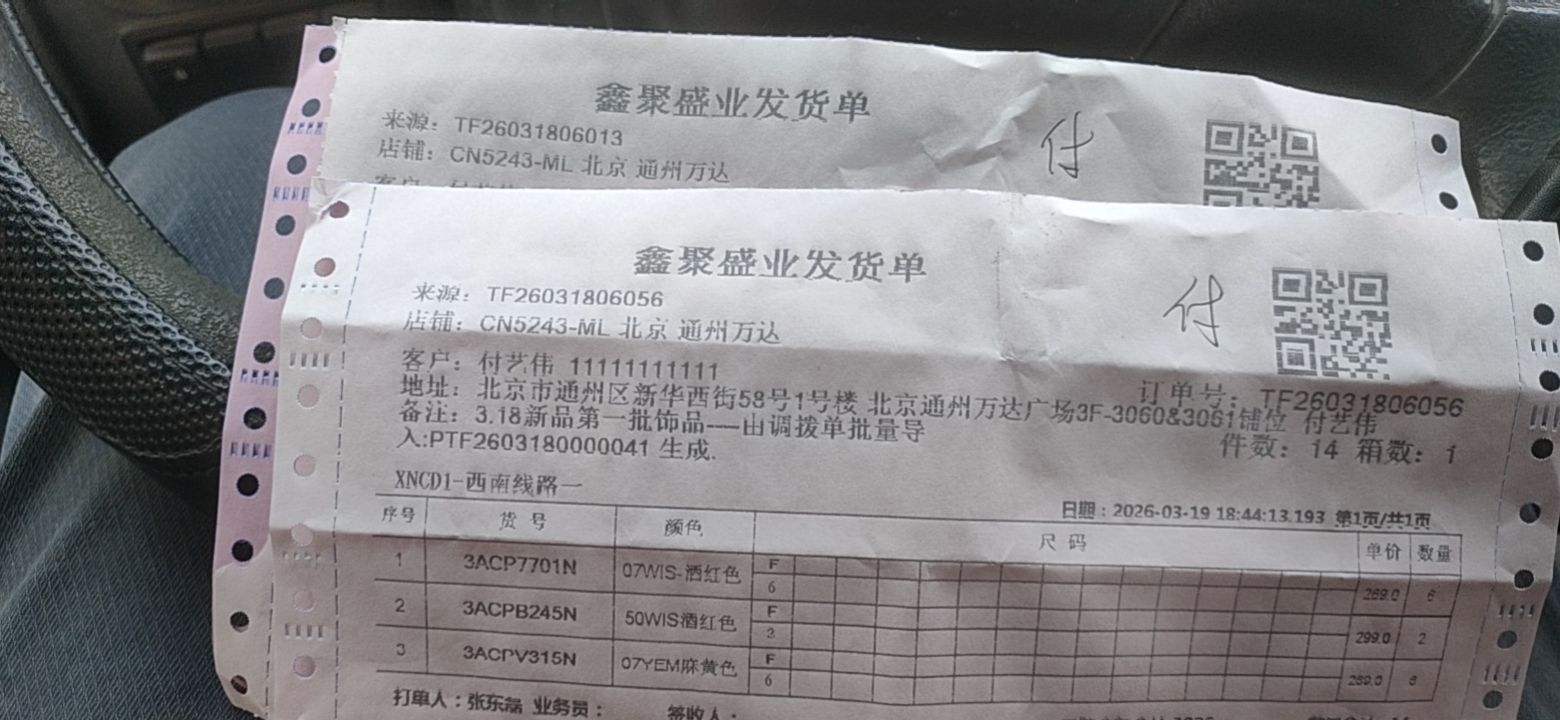 鑫聚盛业发货单
来源：TF26031806013
付
店铺：CN5243-ML 北京 通州万达
鑫聚盛业发货单
来源：TF26031806056
付
店铺：CN5243-ML 北京 通州万达
客户：付艺伟 11111111111
订单号：TF26031806056
地址：北京市通州区新华西街58号1号楼 北京通州万达广场3F-3060&3061铺位 付艺伟
备注：3.18新品第一批饰品---由调拨单批量导
入:PTF2603180000041 生成.
件数：14 箱数：1
XNCD1-西南线路一
日期：2026-03-19 18:44:13.193 第1页/共1页
序号 货号 颜色 尺码 单价 数量
1 3ACP7701N 07WIS-酒红色 F 6 269.0 6
2 3ACPB245N 50WIS酒红色 F 2 299.0 2
3 3ACPV315N 07YEM麻黄色 F 6 269.0 6
打单人：张东磊 业务员： 签收人：